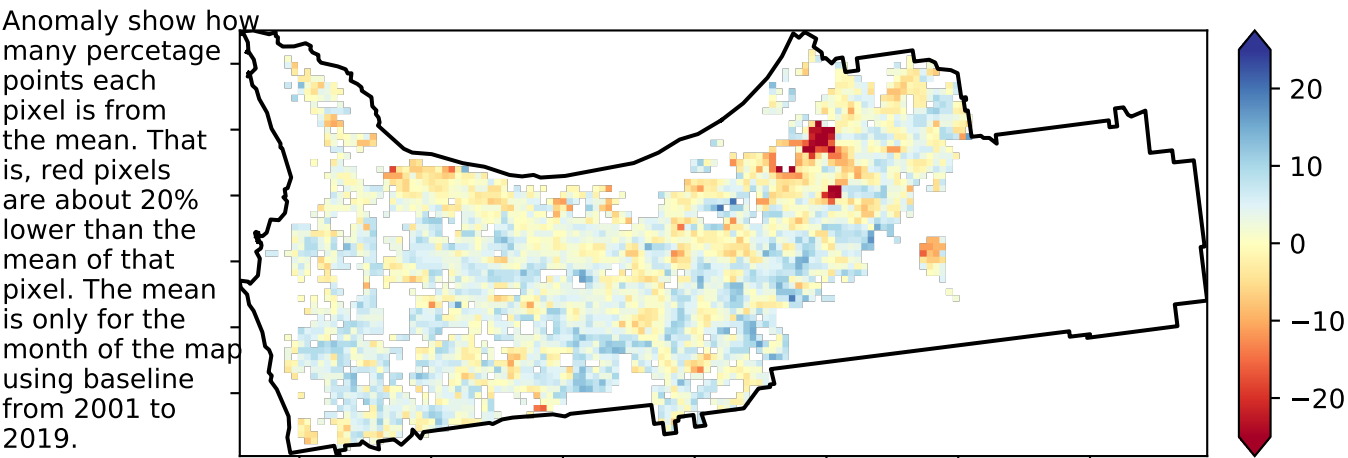 Anomaly show how
many percetage
points each
pixel is from
the mean. That
is, red pixels
are about 20%
lower than the
mean of that
pixel. The mean
is only for the
month of the map
using baseline
from 2001 to
2019.
20
10
0
−10
−20